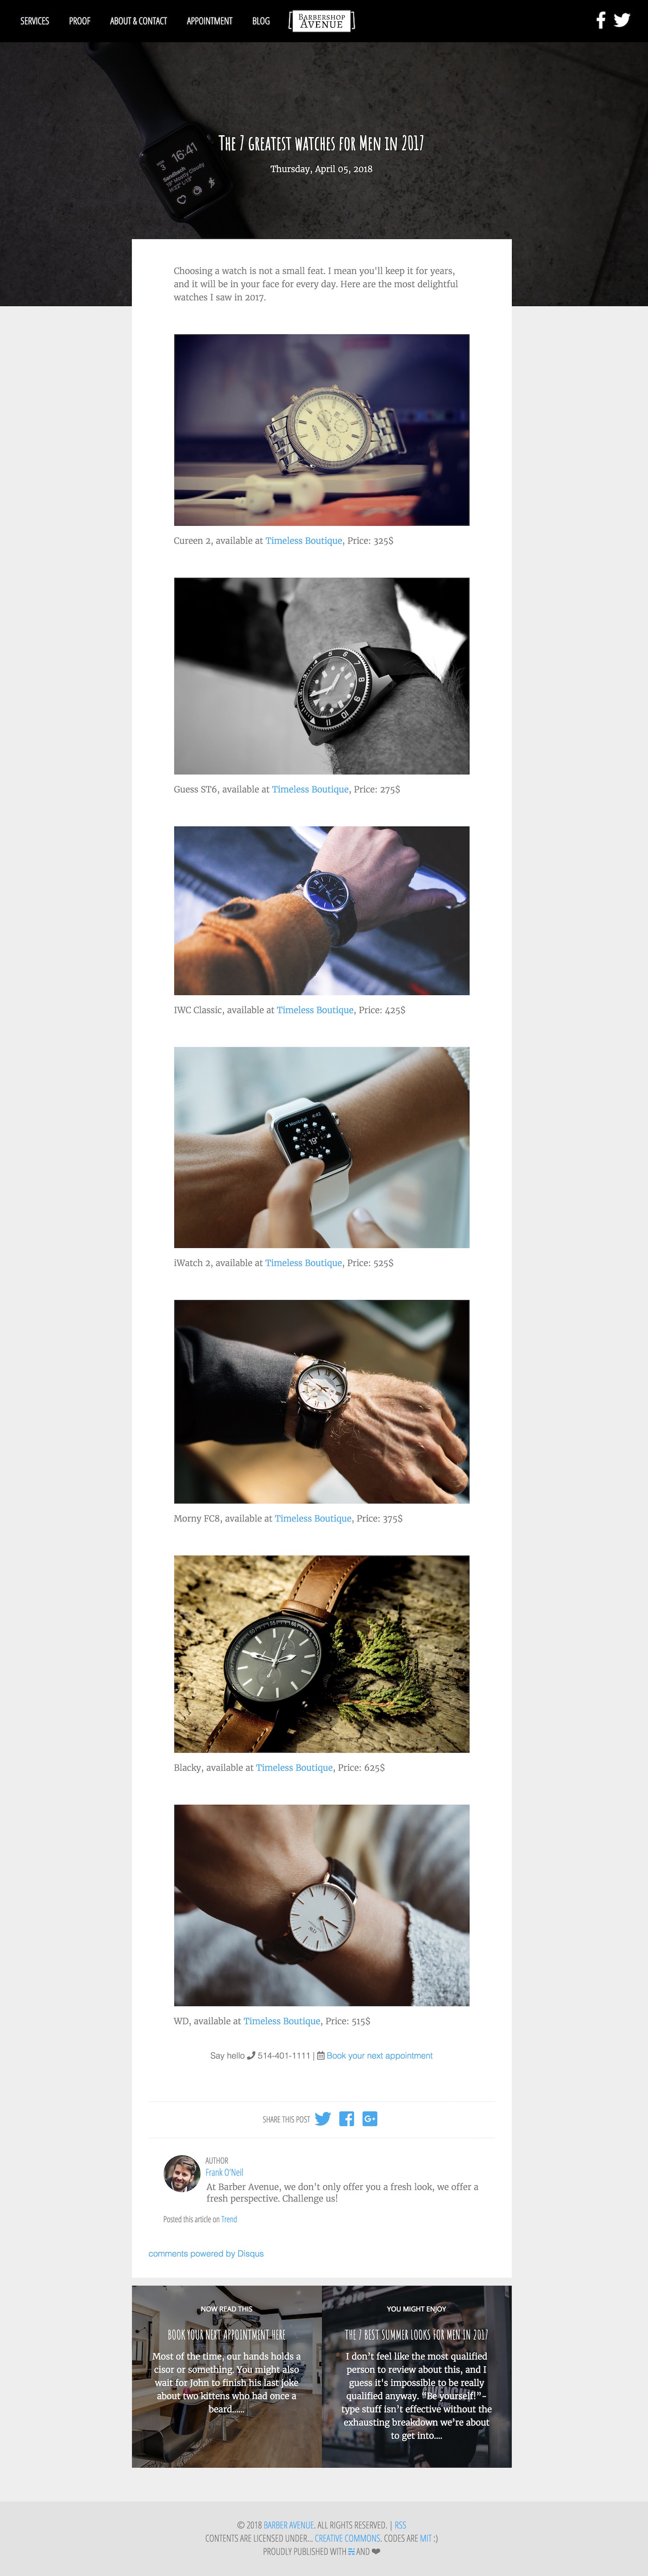 SERVICES PROOF ABOUT & CONTACT APPOINTMENT BLOG
BARBERSHOP
AVENUE
16:41
Sandbach
18° Mostly Cloudy
The 7 greatest watches for Men in 2017
Thursday, April 05, 2018
Choosing a watch is not a small feat. I mean you'll keep it for years,
and it will be in your face for every day. Here are the most delightful
watches I saw in 2017.
Cureen 2, available at Timeless Boutique, Price: 325$
Guess ST6, available at Timeless Boutique, Price: 275$
IWC Classic, available at Timeless Boutique, Price: 425$
19°
iWatch 2, available at Timeless Boutique, Price: 525$
Morny FC8, available at Timeless Boutique, Price: 375$
Blacky, available at Timeless Boutique, Price: 625$
WD, available at Timeless Boutique, Price: 515$
Say hello 514-401-1111 | Book your next appointment
SHARE THIS POST
AUTHOR
Frank O'Neil
At Barber Avenue, we don't only offer you a fresh look, we offer a
fresh perspective. Challenge us!
Posted this article on Trend
comments powered by Disqus
NOW READ THIS
BOOK YOUR NEXT APPOINTMENT HERE
Most of the time, our hands holds a
cisor or something. You might also
wait for John to finish his last joke
about two kittens who had once a
beard......
YOU MIGHT ENJOY
THE 7 BEST SUMMER LOOKS FOR MEN IN 2017
I don't feel like the most qualified
person to review about this, and I
guess it's impossible to be really
qualified anyway. "Be yourself!"-
type stuff isn't effective without the
exhausting breakdown we're about
to get into....
© 2018 BARBER AVENUE. ALL RIGHTS RESERVED. | RSS
CONTENTS ARE LICENSED UNDER... CREATIVE COMMONS. CODES ARE MIT :)
PROUDLY PUBLISHED WITH AND